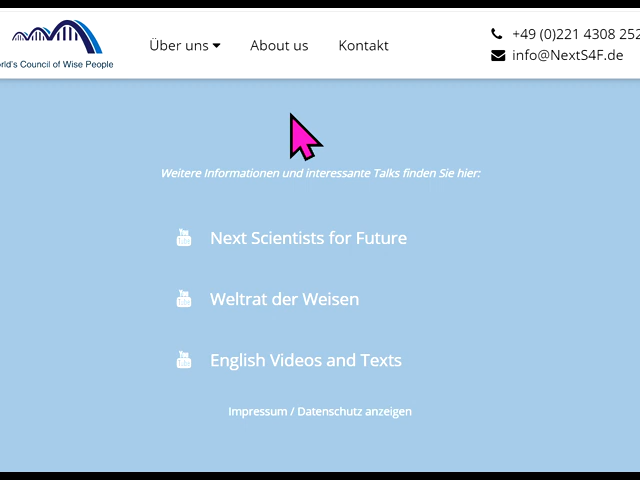 Über uns
About us
Kontakt
+49 (0)221 4308 252
info@NextS4F.de
Council of Wise People
Weitere Informationen und interessante Talks finden Sie hier:
Next Scientists for Future
Weltrat der Weisen
English Videos and Texts
Impressum / Datenschutz anzeigen